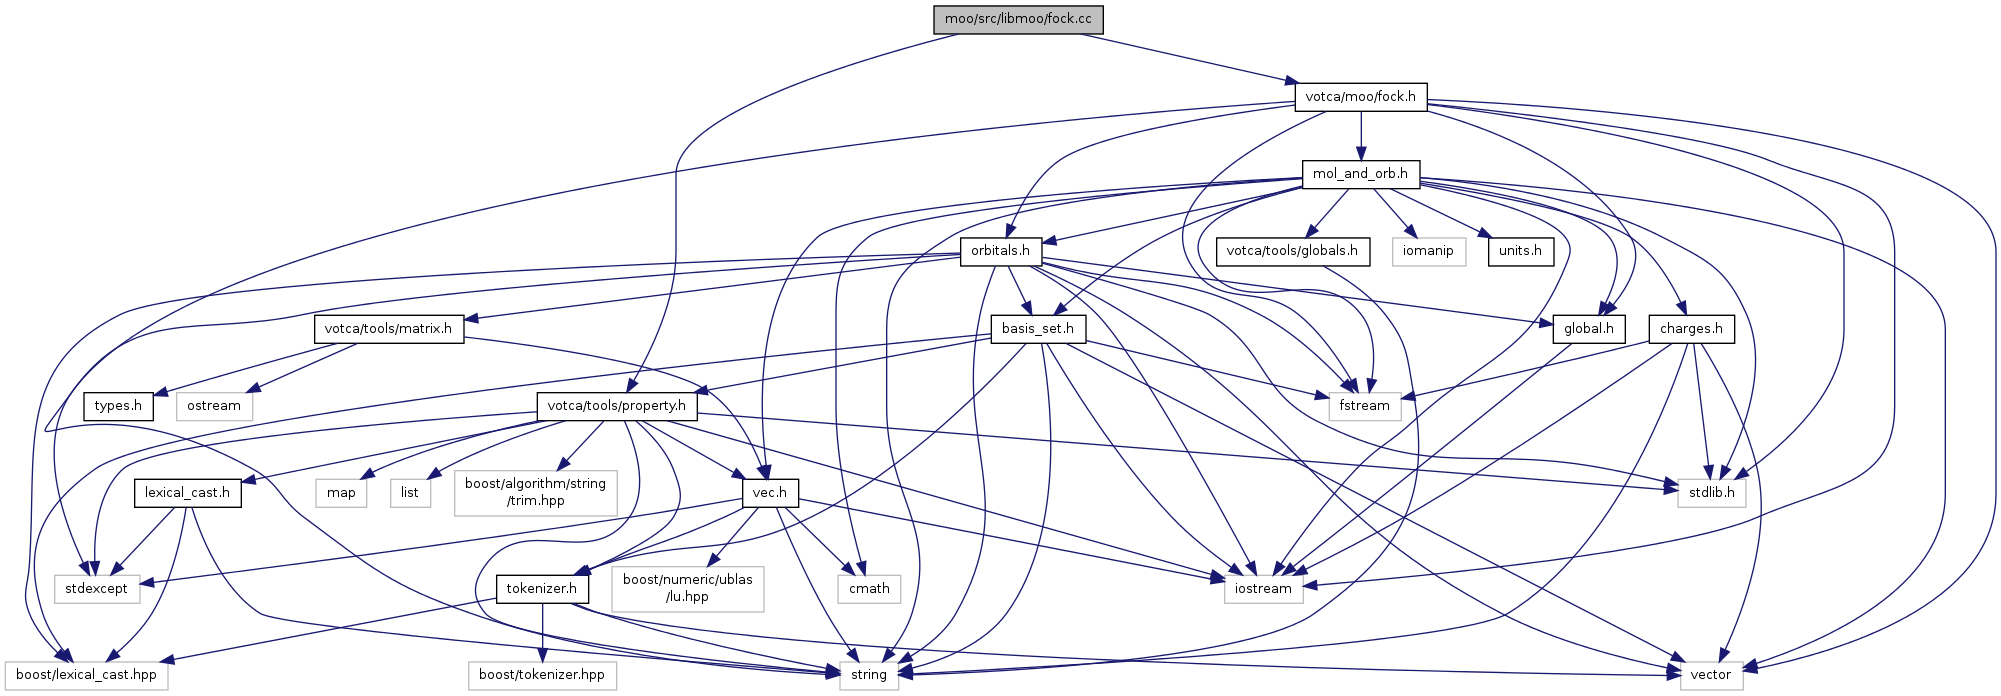 moo/src/libmoo/fock.cc
votca/moo/fock.h
mol_and_orb.h
orbitals.h
votca/tools/globals.h
iomanip
units.h
votca/tools/matrix.h
basis_set.h
global.h
charges.h
types.h
ostream
votca/tools/property.h
fstream
lexical_cast.h
map
list
boost/algorithm/string
/trim.hpp
vec.h
stdlib.h
stdexcept
tokenizer.h
boost/numeric/ublas
/lu.hpp
cmath
iostream
boost/lexical_cast.hpp
boost/tokenizer.hpp
string
vector